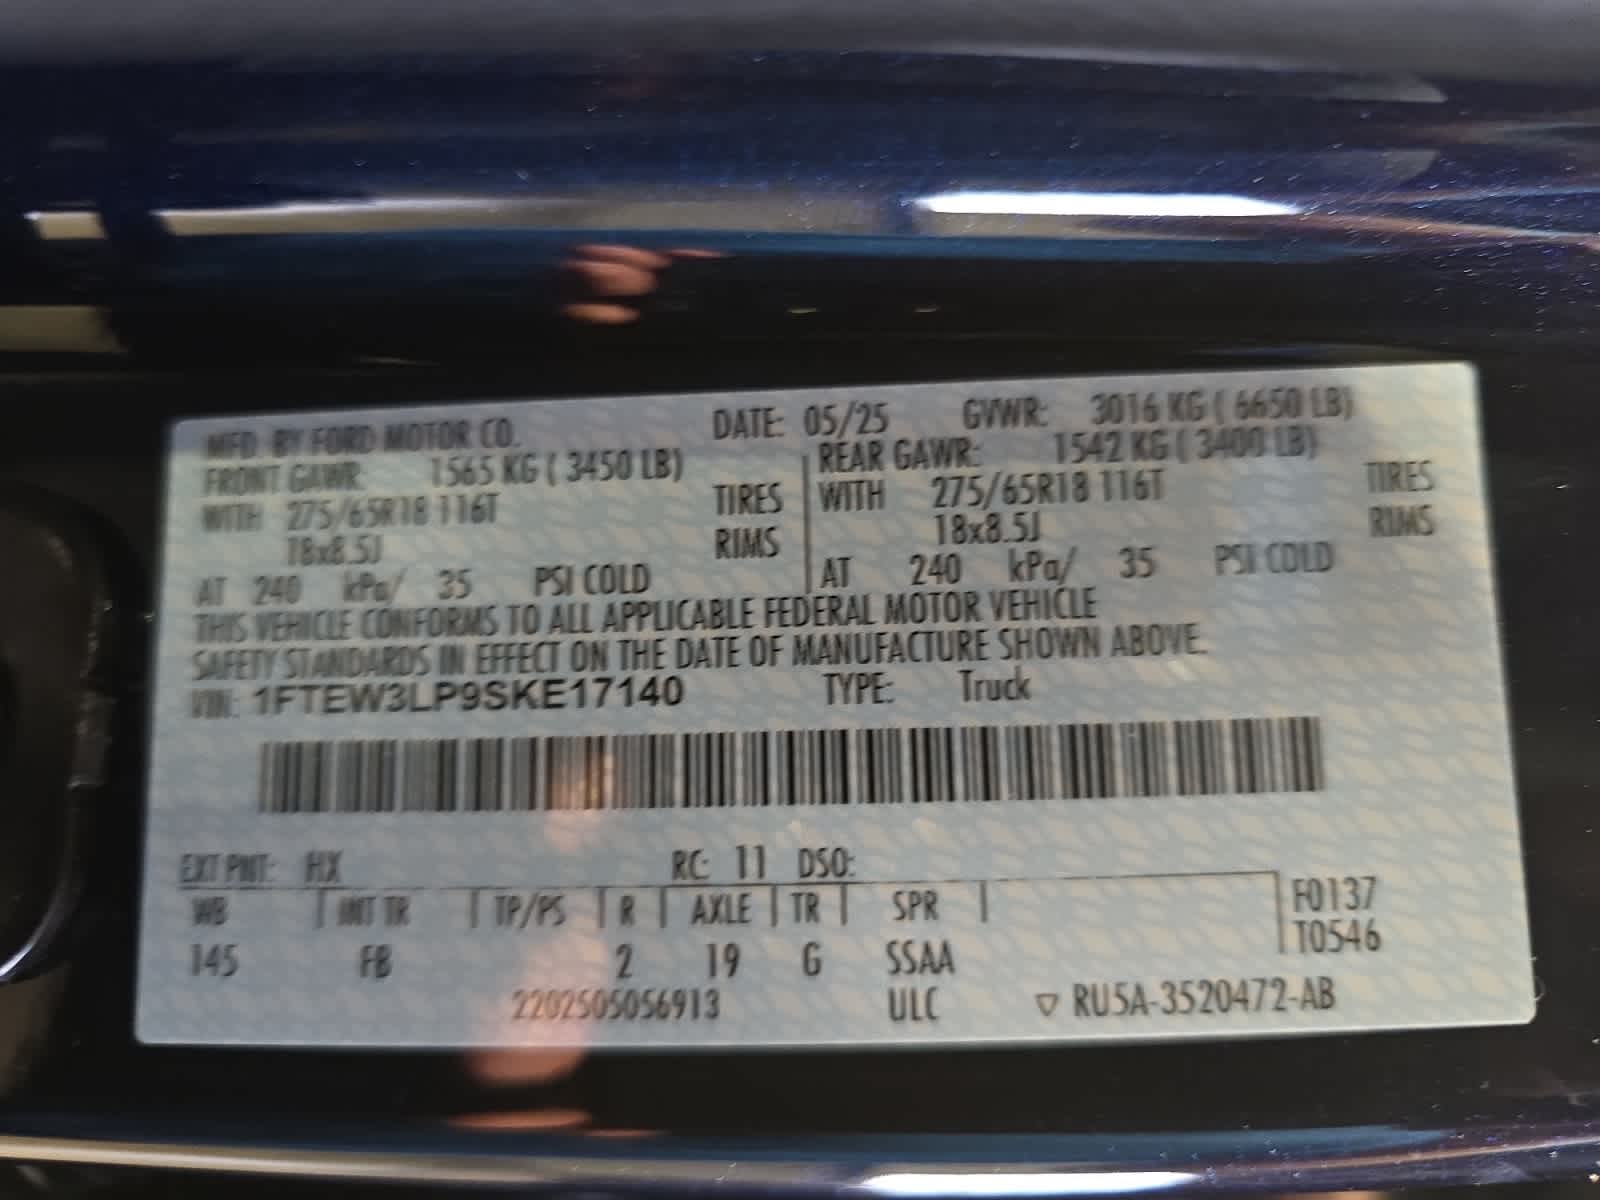 MFD. BY FORD MOTOR CO. DATE: 05/25 GVWR: 3016 KG ( 6650 LB)
FRONT GAWR: 1565 KG ( 3450 LB) REAR GAWR: 1542 KG ( 3400 LB)
WITH 275/65R18 116T TIRES WITH 275/65R18 116T TIRES
18x8.5J RIMS 18x8.5J RIMS
AT 240 kPa/ 35 PSI COLD AT 240 kPa/ 35 PSI COLD
THIS VEHICLE CONFORMS TO ALL APPLICABLE FEDERAL MOTOR VEHICLE
SAFETY STANDARDS IN EFFECT ON THE DATE OF MANUFACTURE SHOWN ABOVE.
VIN: 1FTEW3LP9SKE17140 TYPE: Truck
EXT PNT: HX RC: 11 DSO:
WB INT TR TP/PS R AXLE TR SPR F0137
T0546
145 FB 2 19 G SSAA
2202505056913 ULC ▽ RU5A-3520472-AB